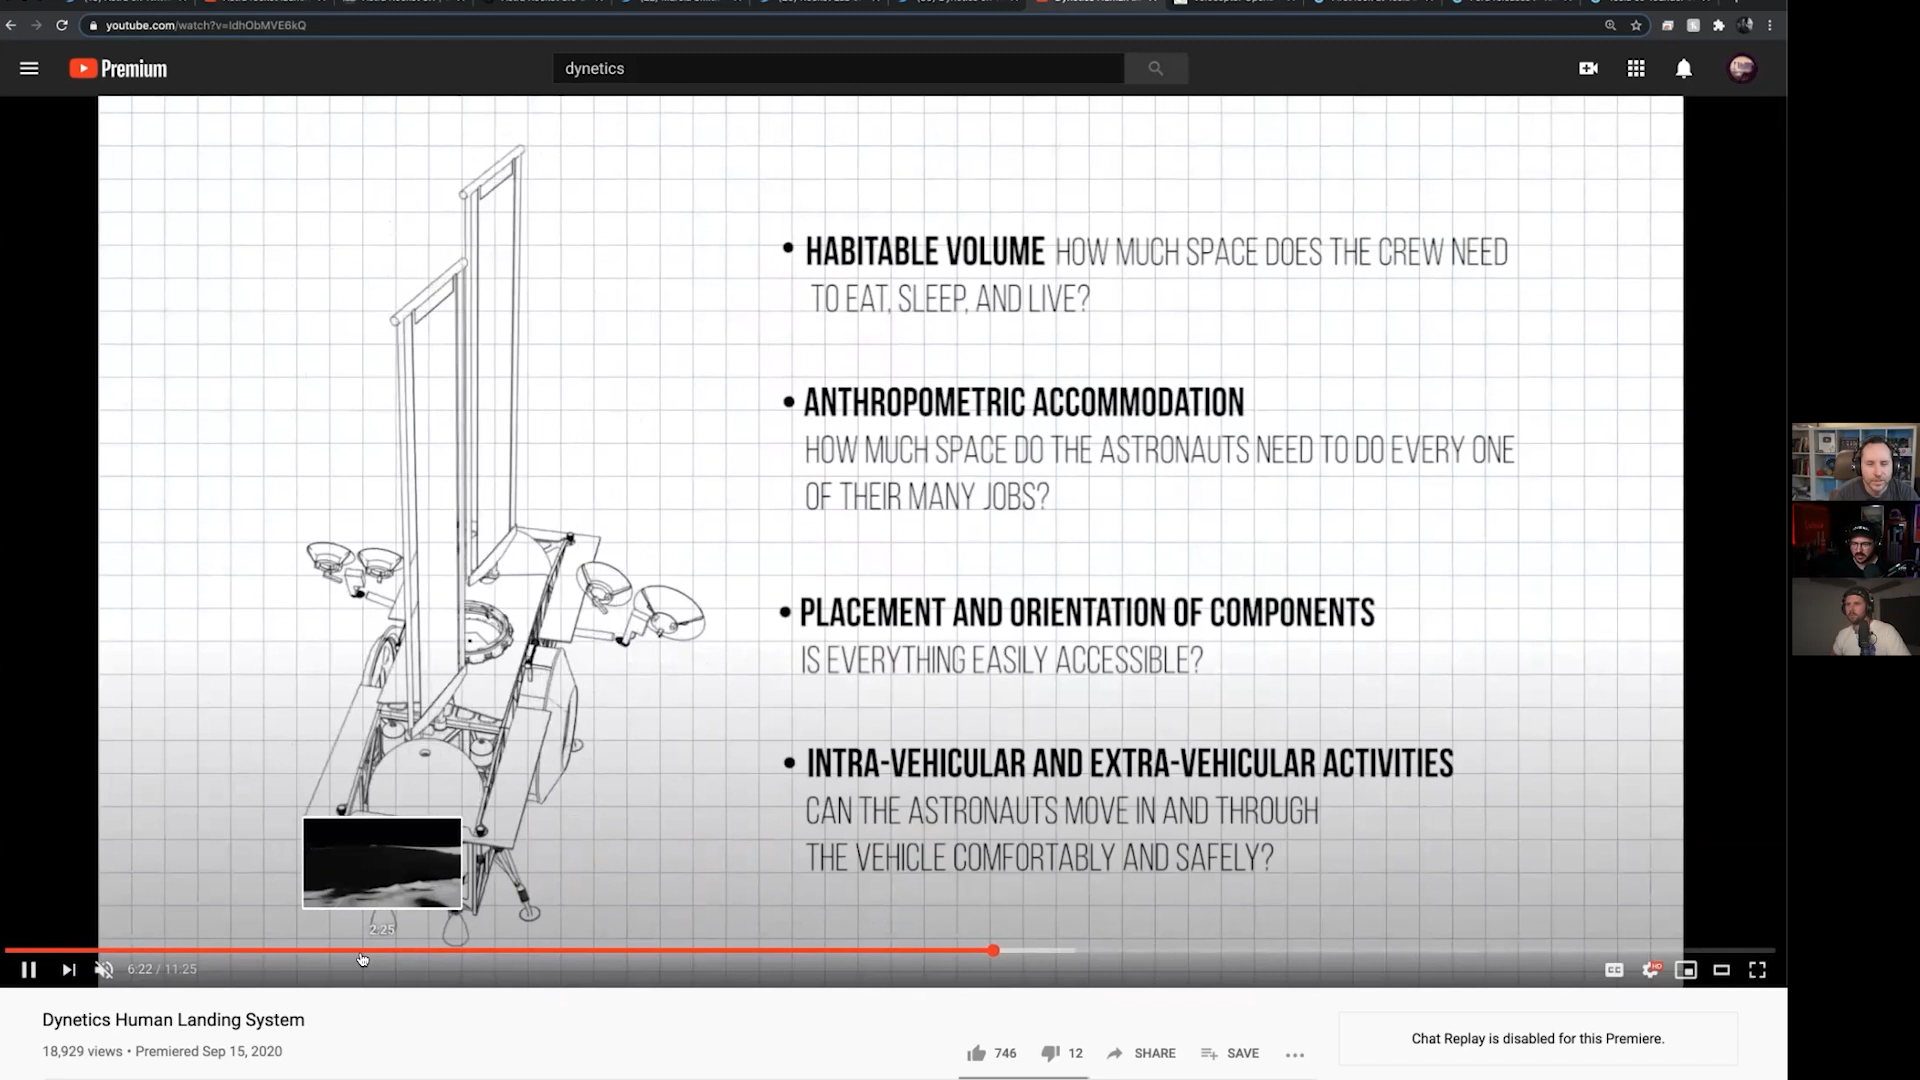 youtube.com/watch?v=IdhObMVE6kQ
Premium
dynetics
• HABITABLE VOLUME HOW MUCH SPACE DOES THE CREW NEED
TO EAT, SLEEP, AND LIVE?
• ANTHROPOMETRIC ACCOMMODATION
HOW MUCH SPACE DO THE ASTRONAUTS NEED TO DO EVERY ONE
OF THEIR MANY JOBS?
• PLACEMENT AND ORIENTATION OF COMPONENTS
IS EVERYTHING EASILY ACCESSIBLE?
• INTRA-VEHICULAR AND EXTRA-VEHICULAR ACTIVITIES
CAN THE ASTRONAUTS MOVE IN AND THROUGH
THE VEHICLE COMFORTABLY AND SAFELY?
2:25
6:22 / 11:25
CC
HD
Dynetics Human Landing System
18,929 views • Premiered Sep 15, 2020
746
12
SHARE
SAVE
Chat Replay is disabled for this Premiere.